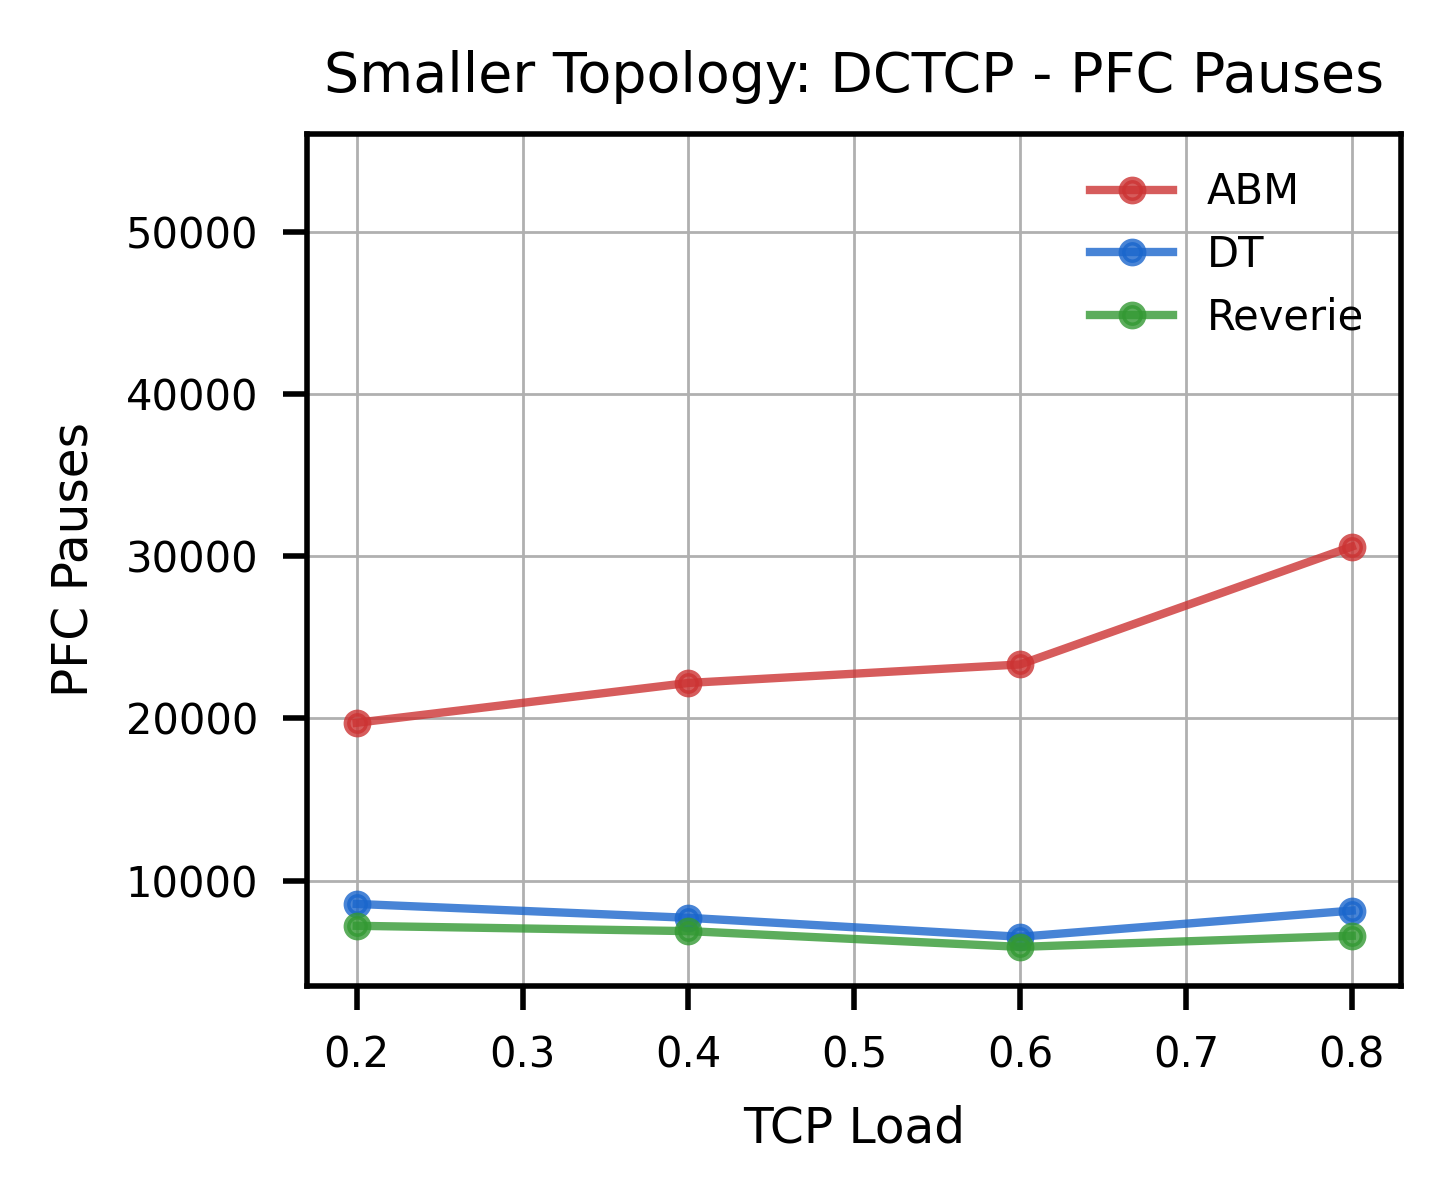 Smaller Topology: DCTCP - PFC Pauses
ABM
DT
Reverie
PFC Pauses
50000
40000
30000
20000
10000
0.2 0.3 0.4 0.5 0.6 0.7 0.8
TCP Load